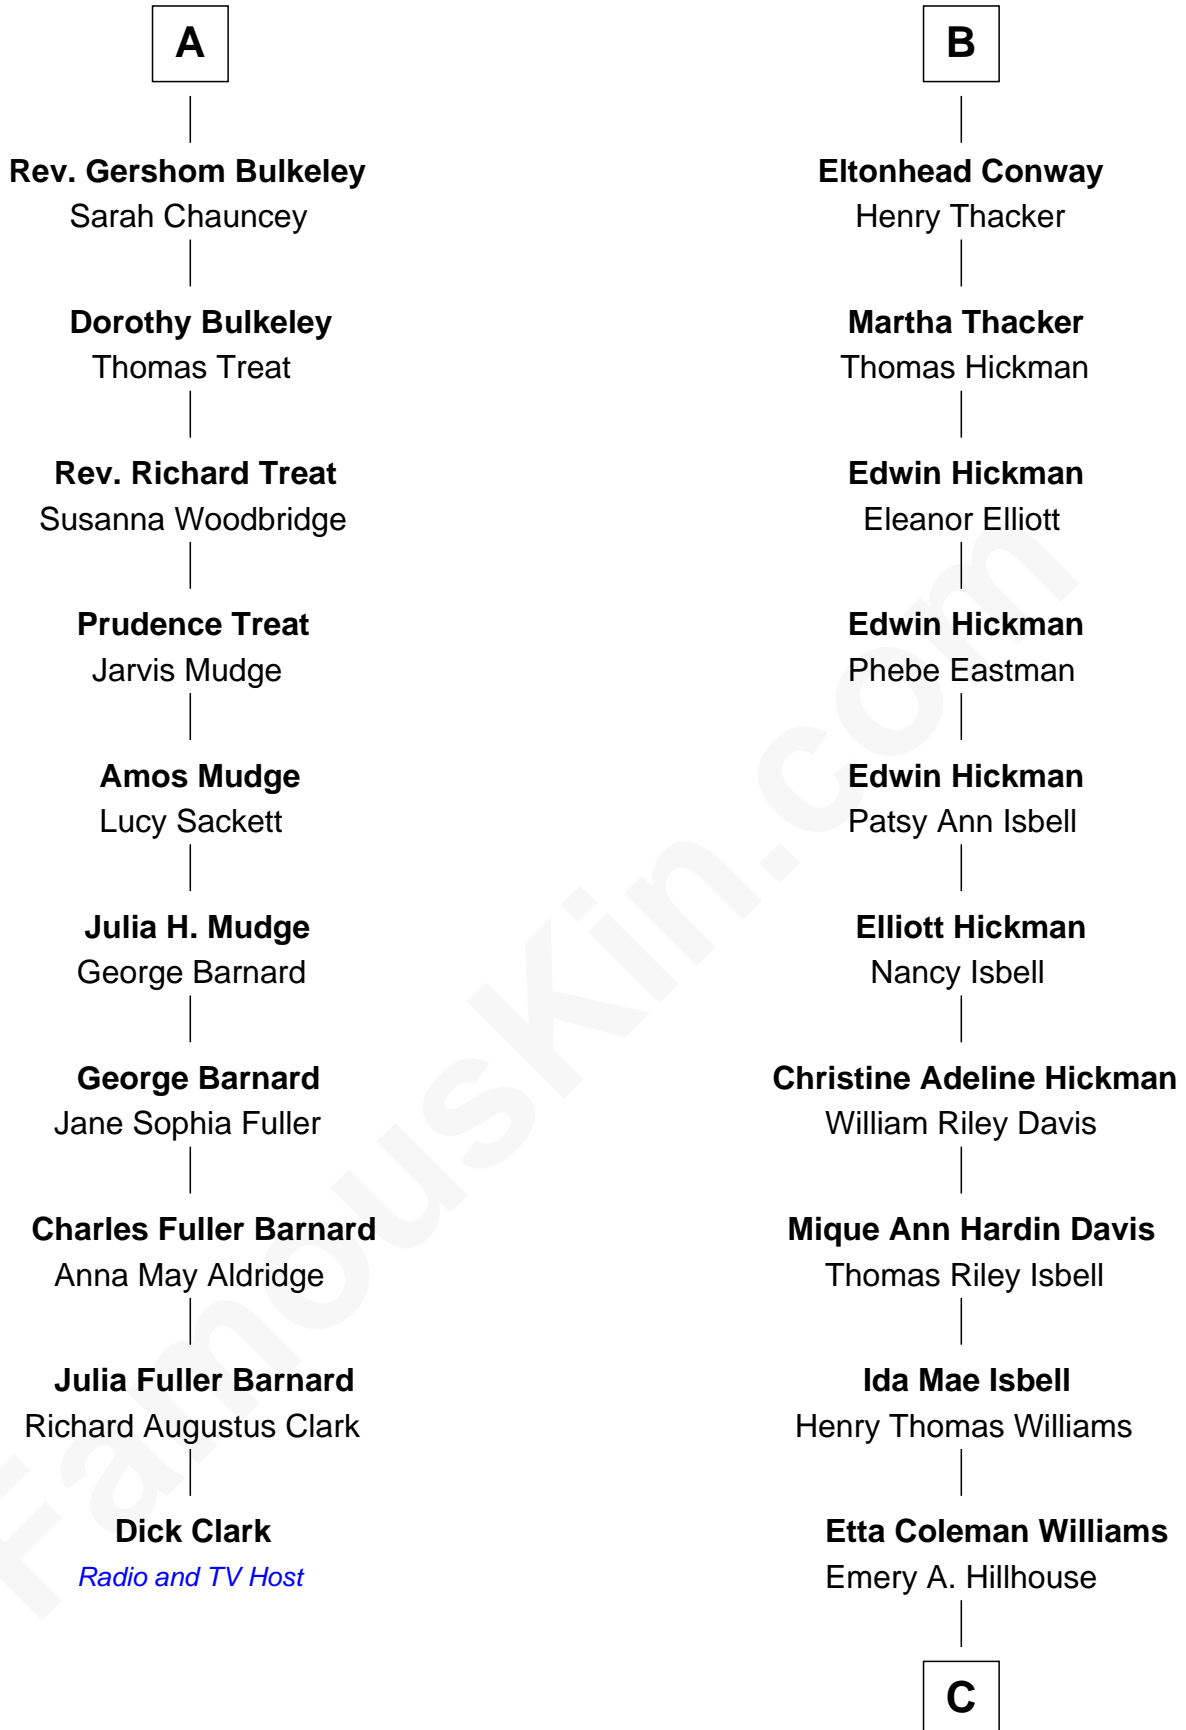 A
Rev. Gershom Bulkeley
Sarah Chauncey
Dorothy Bulkeley
Thomas Treat
Rev. Richard Treat
Susanna Woodbridge
Prudence Treat
Jarvis Mudge
Amos Mudge
Lucy Sackett
Julia H. Mudge
George Barnard
George Barnard
Jane Sophia Fuller
Charles Fuller Barnard
Anna May Aldridge
Julia Fuller Barnard
Richard Augustus Clark
Dick Clark
Radio and TV Host
B
Eltonhead Conway
Henry Thacker
Martha Thacker
Thomas Hickman
Edwin Hickman
Eleanor Elliott
Edwin Hickman
Phebe Eastman
Edwin Hickman
Patsy Ann Isbell
Elliott Hickman
Nancy Isbell
Christine Adeline Hickman
William Riley Davis
Mique Ann Hardin Davis
Thomas Riley Isbell
Ida Mae Isbell
Henry Thomas Williams
Etta Coleman Williams
Emery A. Hillhouse
C
FamousKin.com